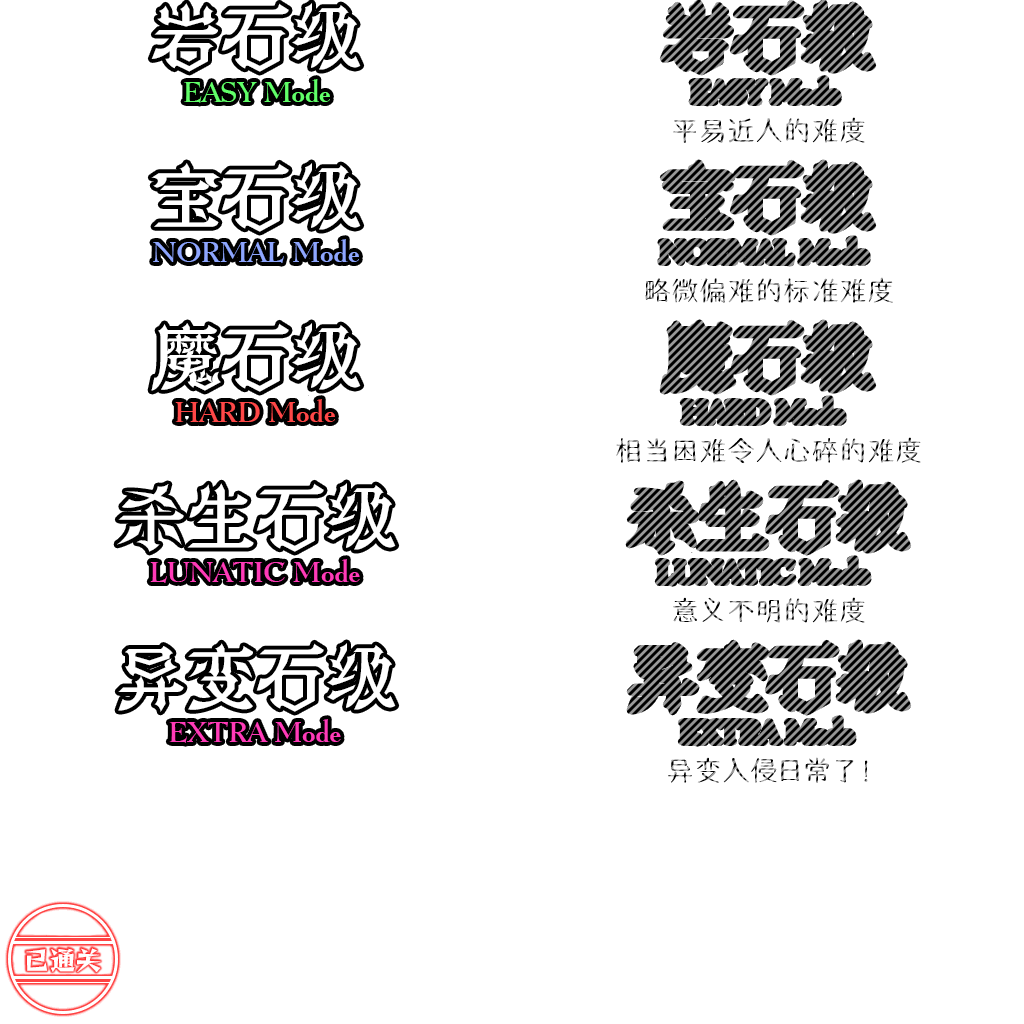 岩石级
EASY Mode
岩石级
EASY Mode
平易近人的难度
宝石级
NORMAL Mode
宝石级
NORMAL Mode
略微偏难的标准难度
魔石级
HARD Mode
魔石级
HARD Mode
相当困难令人心碎的难度
杀生石级
LUNATIC Mode
杀生石级
LUNATIC Mode
意义不明的难度
异变石级
EXTRA Mode
异变石级
EXTRA Mode
异变入侵日常了!
已通关